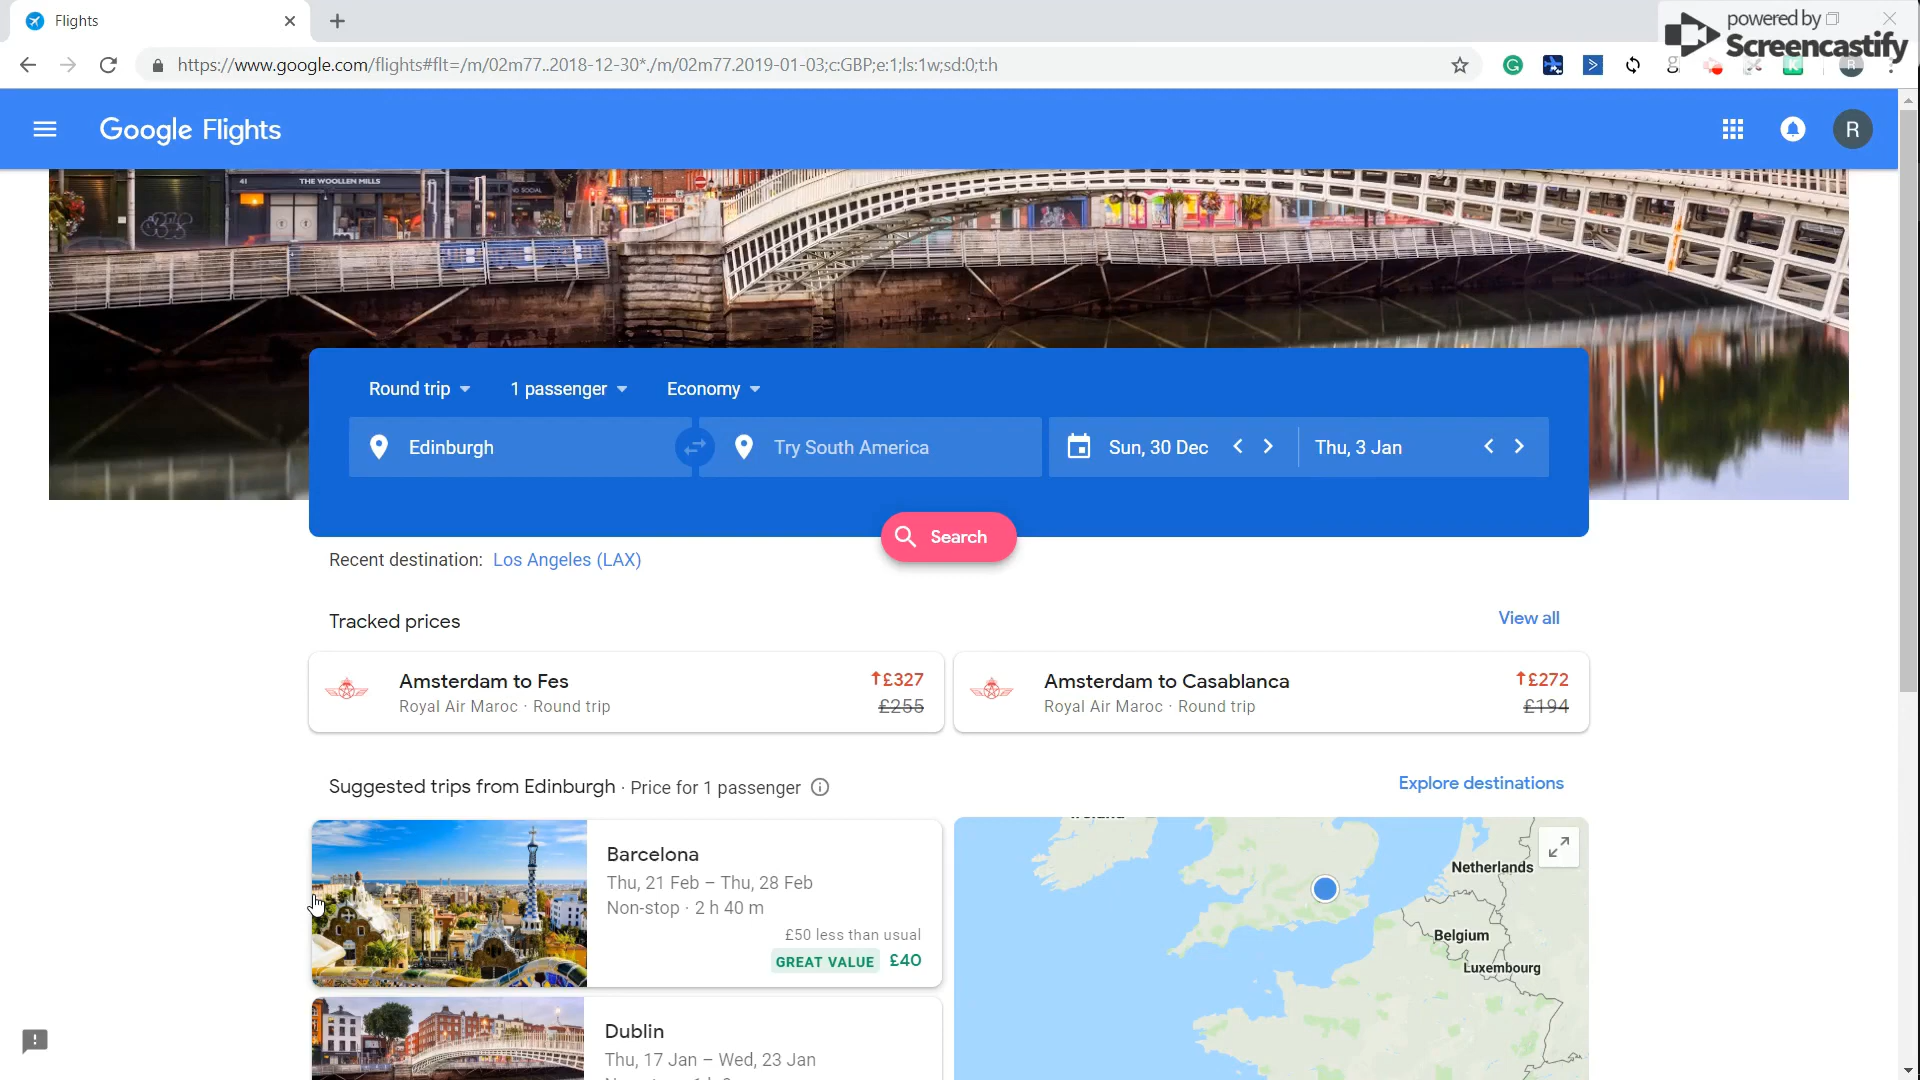 Flights
powered by
Screencastify
https://www.google.com/flights#flt=/m/02m77..2018-12-30*./m/02m77.2019-01-03;c:GBP;e:1;ls:1w;sd:0;t:h
Google Flights
R
41 THE WOOLLEN MILLS
Round trip
1 passenger
Economy
Edinburgh
Try South America
Sun, 30 Dec
Thu, 3 Jan
Search
Recent destination: Los Angeles (LAX)
Tracked prices
View all
Amsterdam to Fes
↑£327
Royal Air Maroc · Round trip
£255
Amsterdam to Casablanca
↑£272
Royal Air Maroc · Round trip
£194
Suggested trips from Edinburgh · Price for 1 passenger
Explore destinations
Barcelona
Thu, 21 Feb – Thu, 28 Feb
Non-stop · 2 h 40 m
£50 less than usual
GREAT VALUE £40
Dublin
Thu, 17 Jan – Wed, 23 Jan
Netherlands
Belgium
Luxembourg